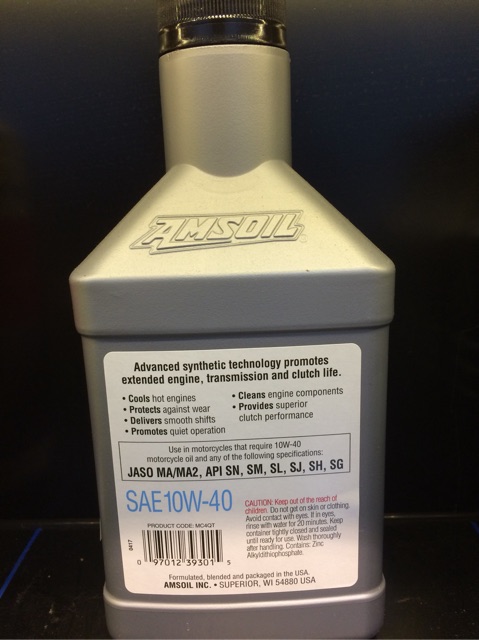 AMSOIL
Advanced synthetic technology promotes
extended engine, transmission and clutch life.
• Cools hot engines
• Protects against wear
• Delivers smooth shifts
• Promotes quiet operation
• Cleans engine components
• Provides superior
clutch performance
Use in motorcycles that require 10W-40
motorcycle oil and any of the following specifications:
JASO MA/MA2, API SN, SM, SL, SJ, SH, SG
SAE10W-40
CAUTION: Keep out of the reach of
children. Do not get on skin or clothing.
Avoid contact with eyes. If in eyes,
rinse with water for 20 minutes. Keep
container tightly closed and sealed
until ready for use. Wash thoroughly
after handling. Contains: Zinc
Alkyldithiophosphate.
PRODUCT CODE: MC4QT
0417
0 97012 39301 5
Formulated, blended and packaged in the USA.
AMSOIL INC. • SUPERIOR, WI 54880 USA